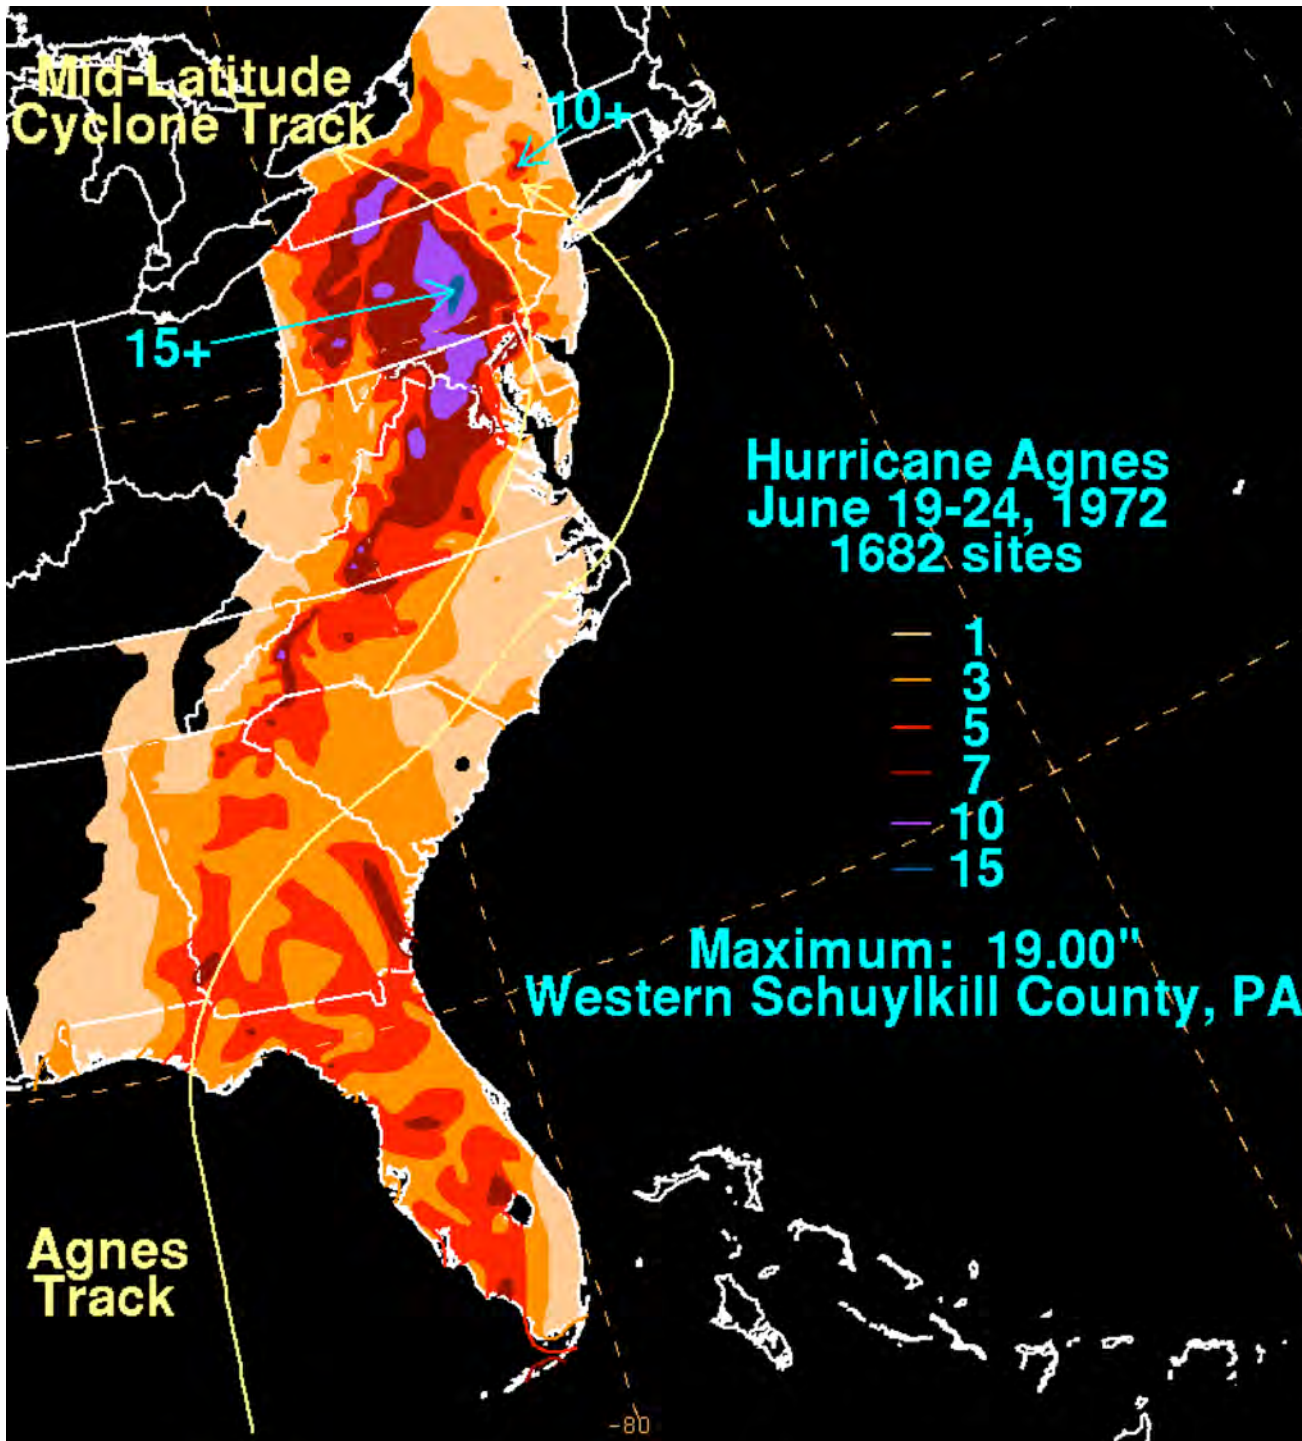 Mid-Latitude
Cyclone Track
10+
15+
Hurricane Agnes
June 19-24, 1972
1682 sites
1
3
5
7
10
15
Maximum: 19.00"
Western Schuylkill County, PA
Agnes
Track
-80